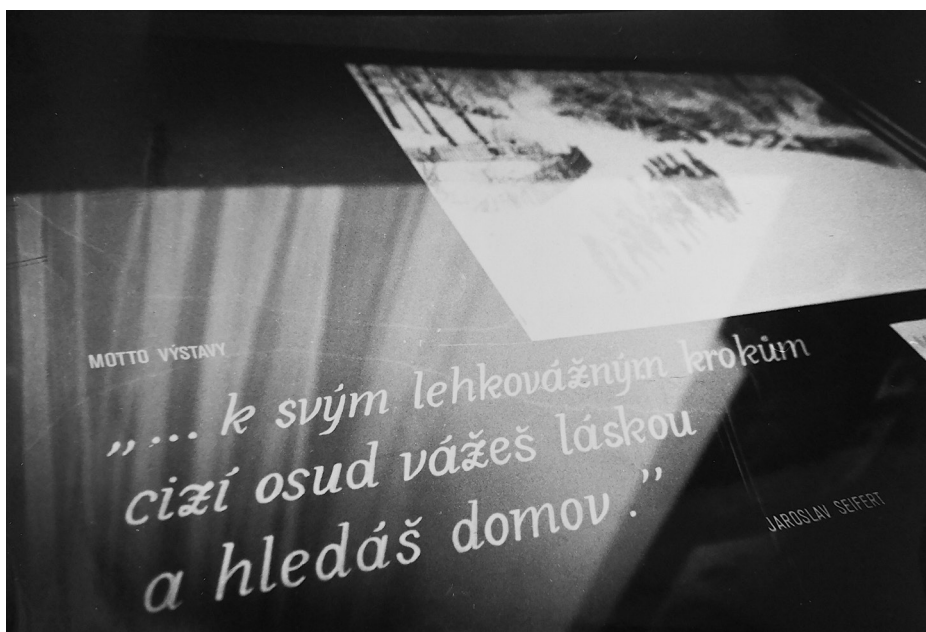 MOTTO VÝSTAVY
„... k svým lehkovážným krokům
cizí osud vážeš láskou
a hledáš domov.”
JAROSLAV SEIFERT